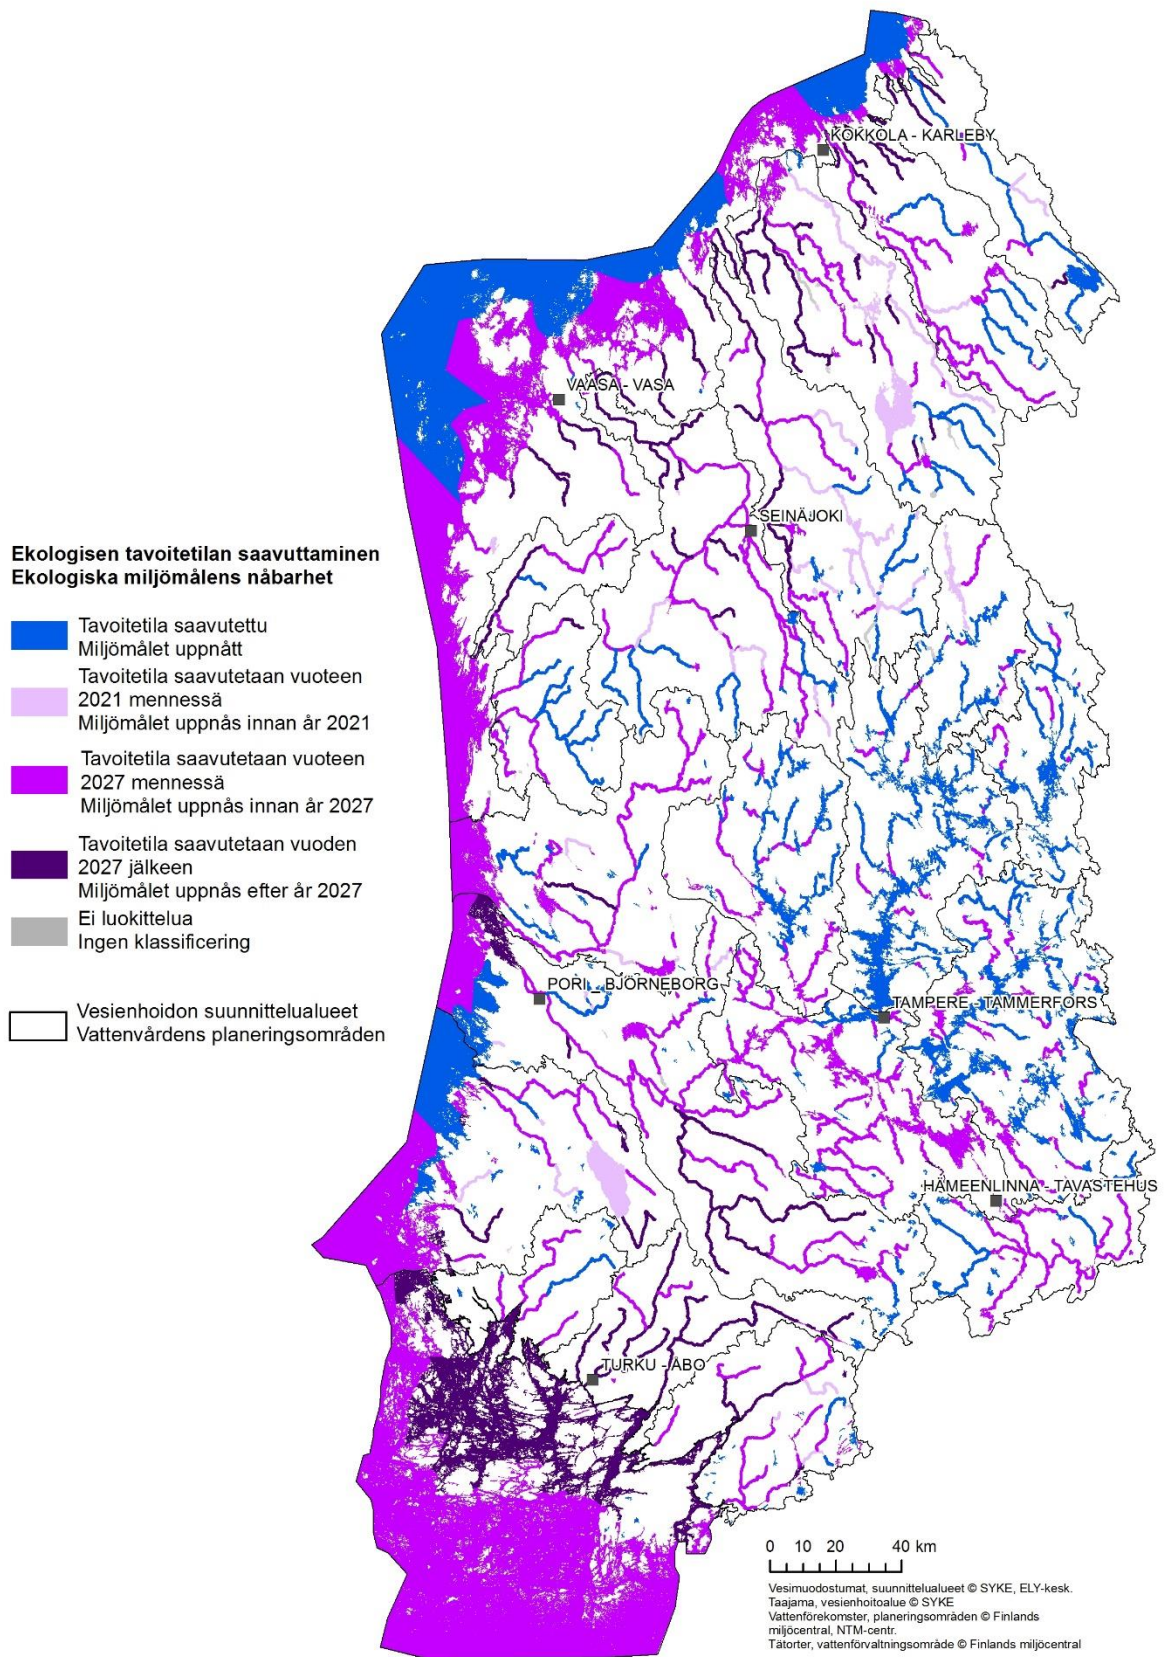 KOKKOLA - KARLEBY
VAASA - VASA
SEINÄJOKI
Ekologisen tavoitetilan saavuttaminen
Ekologiska miljömålens nåbarhet
Tavoitetila saavutettu
Miljömålet uppnått
Tavoitetila saavutetaan vuoteen
2021 mennessä
Miljömålet uppnås innan år 2021
Tavoitetila saavutetaan vuoteen
2027 mennessä
Miljömålet uppnås innan år 2027
Tavoitetila saavutetaan vuoden
2027 jälkeen
Miljömålet uppnås efter år 2027
Ei luokittelua
Ingen klassificering
Vesienhoidon suunnittelualueet
Vattenvårdens planeringsområden
PORI _ BJÖRNEBORG
TAMPERE - TAMMERFORS
HÄMEENLINNA - TAVASTEHUS
TURKU - ÅBO
0 10 20 40 km
Vesimuodostumat, suunnittelualueet © SYKE, ELY-kesk.
Taajama, vesienhoitoalue © SYKE
Vattenförekomster, planeringsområden © Finlands
miljöcentral, NTM-centr.
Tätorter, vattenförvaltningsområde © Finlands miljöcentral